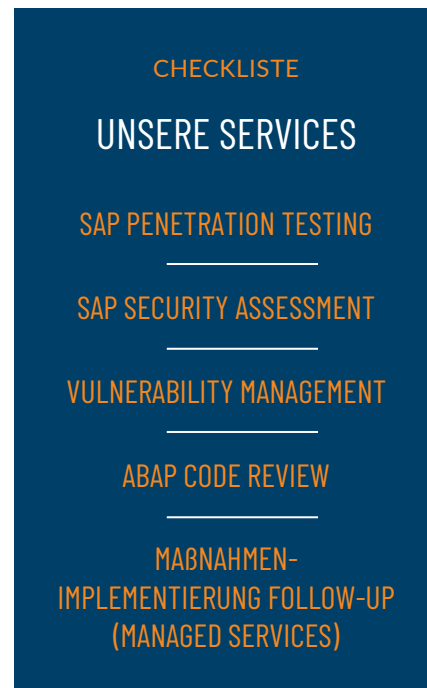 CHECKLISTE
UNSERE SERVICES
SAP PENETRATION TESTING
SAP SECURITY ASSESSMENT
VULNERABILITY MANAGEMENT
ABAP CODE REVIEW
MAßNAHMEN-
IMPLEMENTIERUNG FOLLOW-UP
(MANAGED SERVICES)